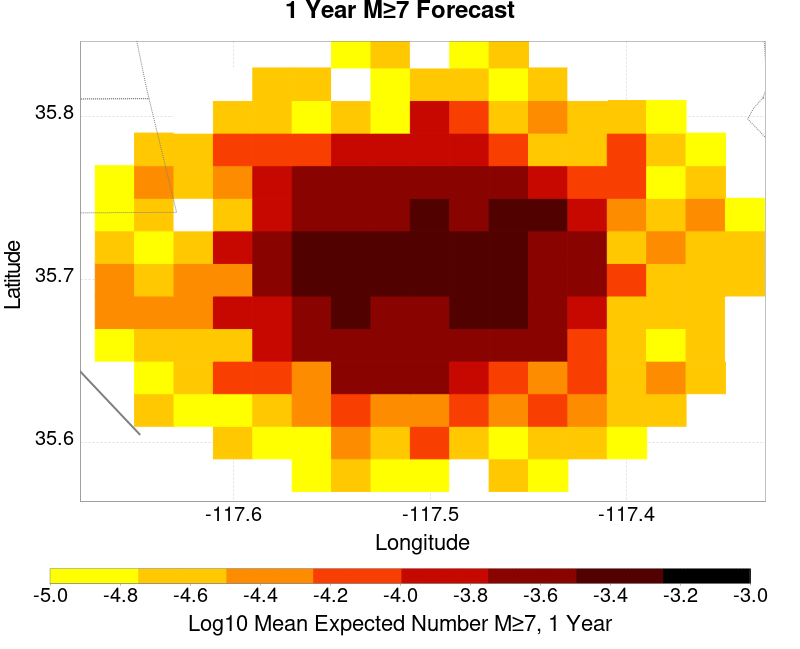 1 Year M≥7 Forecast
35.8
35.7
35.6
Latitude
-117.6 -117.5 -117.4
Longitude
-5.0 -4.8 -4.6 -4.4 -4.2 -4.0 -3.8 -3.6 -3.4 -3.2 -3.0
Log10 Mean Expected Number M≥7, 1 Year